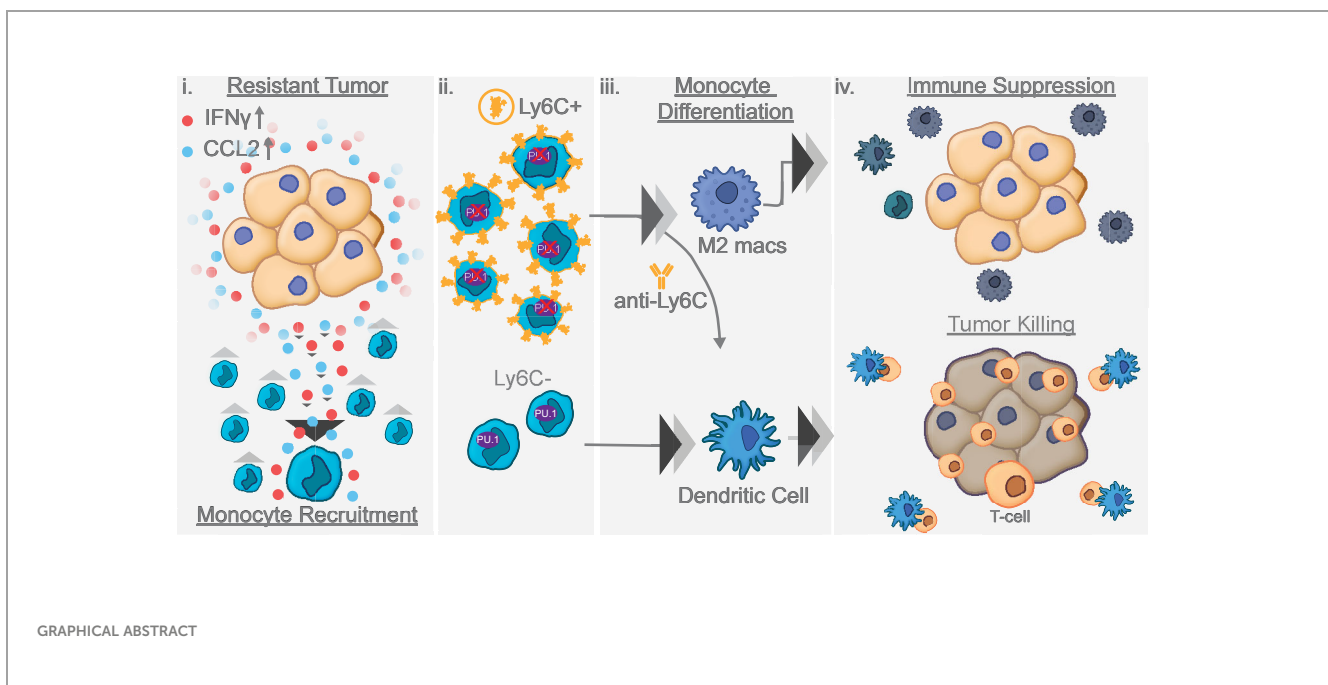 i. Resistant Tumor
IFNγ↑
CCL2↑
Monocyte Recruitment
ii.
Ly6C+
PU.1
PU.1
PU.1
PU.1
PU.1
Ly6C-
PU.1
PU.1
iii. Monocyte
Differentiation
M2 macs
anti-Ly6C
Dendritic Cell
iv. Immune Suppression
Tumor Killing
T-cell
GRAPHICAL ABSTRACT